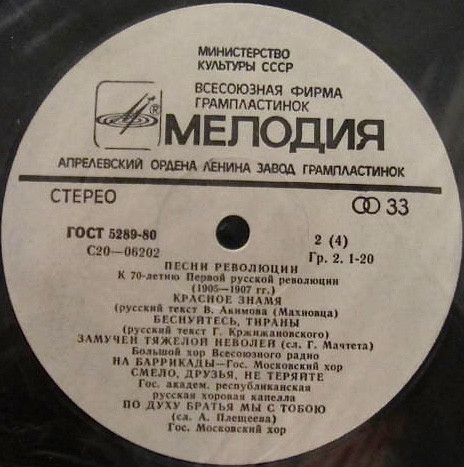 МИНИСТЕРСТВО
КУЛЬТУРЫ СССР
ВСЕСОЮЗНАЯ ФИРМА
ГРАМПЛАСТИНОК
®
МЕЛОДИЯ
АПРЕЛЕВСКИЙ ОРДЕНА ЛЕНИНА ЗАВОД ГРАМПЛАСТИНОК
СТЕРЕО 33
ГОСТ 5289-80 2 (4)
С20—06202 Гр. 2. 1-20
ПЕСНИ РЕВОЛЮЦИИ
К 70-летию Первой русской революции
(1905—1907 гг.)
КРАСНОЕ ЗНАМЯ
(русский текст В. Акимова (Махновца)
БЕСНУЙТЕСЬ, ТИРАНЫ
(русский текст Г. Кржижановского)
ЗАМУЧЕН ТЯЖЕЛОЙ НЕВОЛЕЙ (сл. Г. Мачтета)
Большой хор Всесоюзного радио
НА БАРРИКАДЫ—Гос. Московский хор
СМЕЛО, ДРУЗЬЯ, НЕ ТЕРЯЙТЕ
Гос. академ. республиканская
русская хоровая капелла
ПО ДУХУ БРАТЬЯ МЫ С ТОБОЮ
(сл. А. Плещеева)
Гос. Московский хор